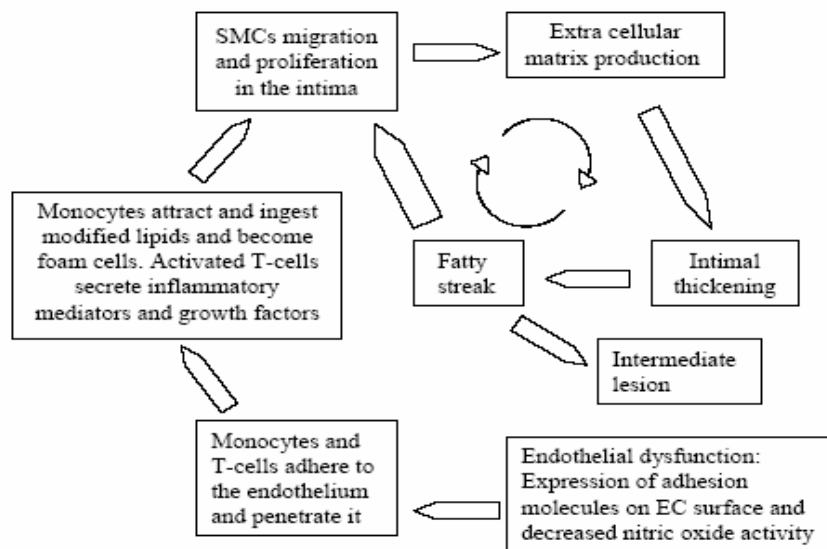 SMCs migration
and proliferation
in the intima
Extra cellular
matrix production
Monocytes attract and ingest
modified lipids and become
foam cells. Activated T-cells
secrete inflammatory
mediators and growth factors
Fatty
streak
Intimal
thickening
Intermediate
lesion
Monocytes and
T-cells adhere to
the endothelium
and penetrate it
Endothelial dysfunction:
Expression of adhesion
molecules on EC surface and
decreased nitric oxide activity